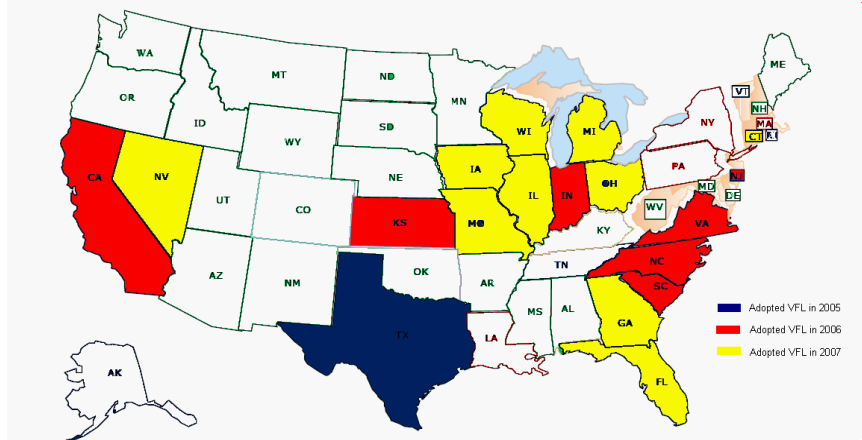 WA
MT
ND
MN
ME
VT
NH
OR
ID
SD
WI
MI
NY
MA
CT
RI
WY
IA
PA
NJ
CA
NV
UT
NE
IL
IN
OH
MD
DE
WV
CO
KS
MO
KY
VA
NC
AZ
NM
OK
AR
TN
SC
MS
AL
GA
TX
LA
AK
FL
Adopted VFL in 2005
Adopted VFL in 2006
Adopted VFL in 2007